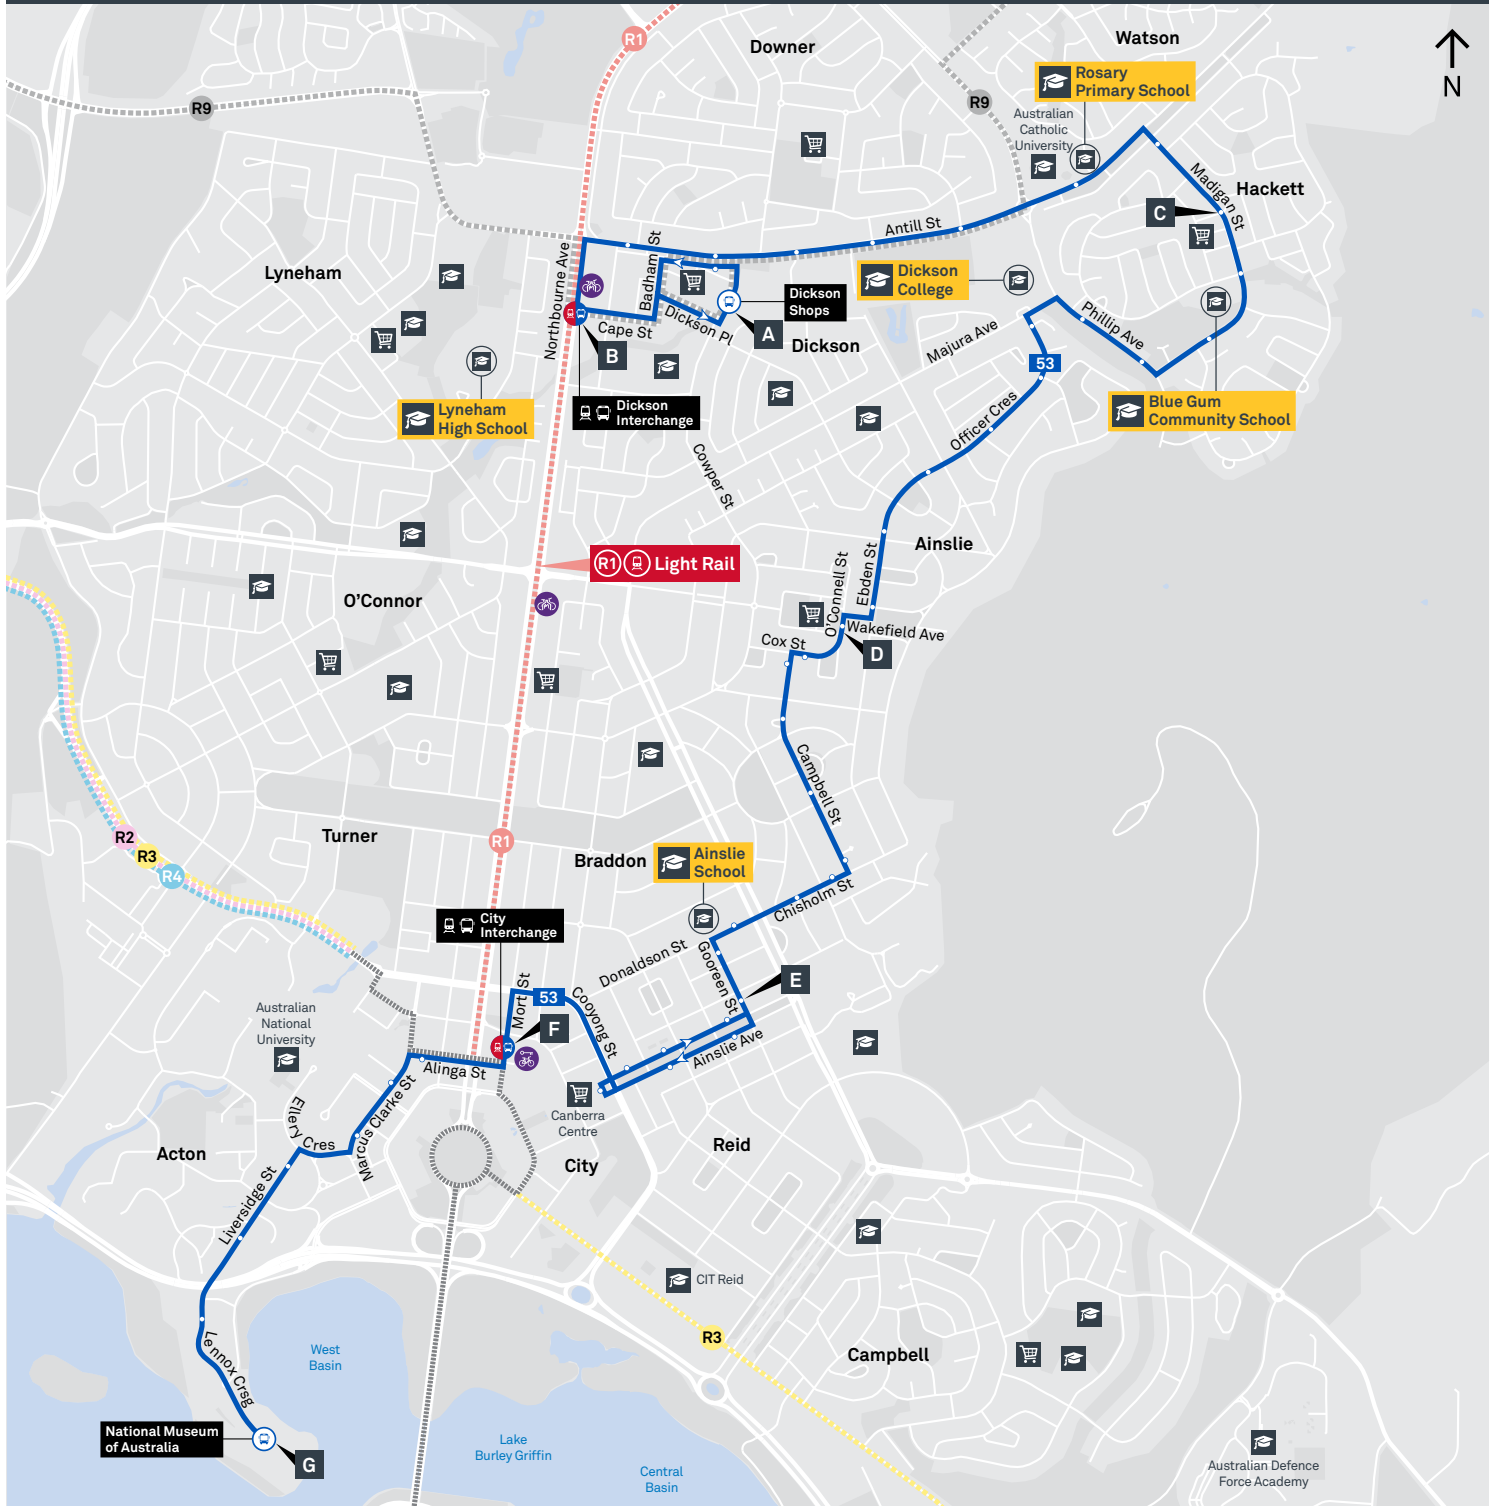 R1
Downer
Watson
N
Rosary
Primary School
R9
R9
Australian
Catholic
University
Madigan St
Hackett
C
Antill St
Lyneham
Northbourne Ave
Badham St
Dickson
College
Dickson
Shops
Dickson Pl
Cape St
A
B
Dickson
Majura Ave
Phillip Ave
53
Lyneham
High School
Dickson
Interchange
Blue Gum
Community School
Officer Cres
Cowper St
Ainslie
R1
Light Rail
O'Connell St
Ebden St
O'Connor
Wakefield Ave
Cox St
D
Campbell St
R2
R3
R4
Turner
R1
Braddon
Ainslie
School
Chisholm St
City
Interchange
Donaldson St
Gooreen St
E
Mort St
53
Cooyong St
F
Australian
National
University
Alinga St
Ainslie Ave
Marcus Clarke St
Ellery Cres
Canberra
Centre
Acton
City
Reid
Liversidge St
CIT Reid
R3
Lennox Crsg
West
Basin
Campbell
National Museum
of Australia
G
Lake
Burley Griffin
Central
Basin
Australian Defence
Force Academy